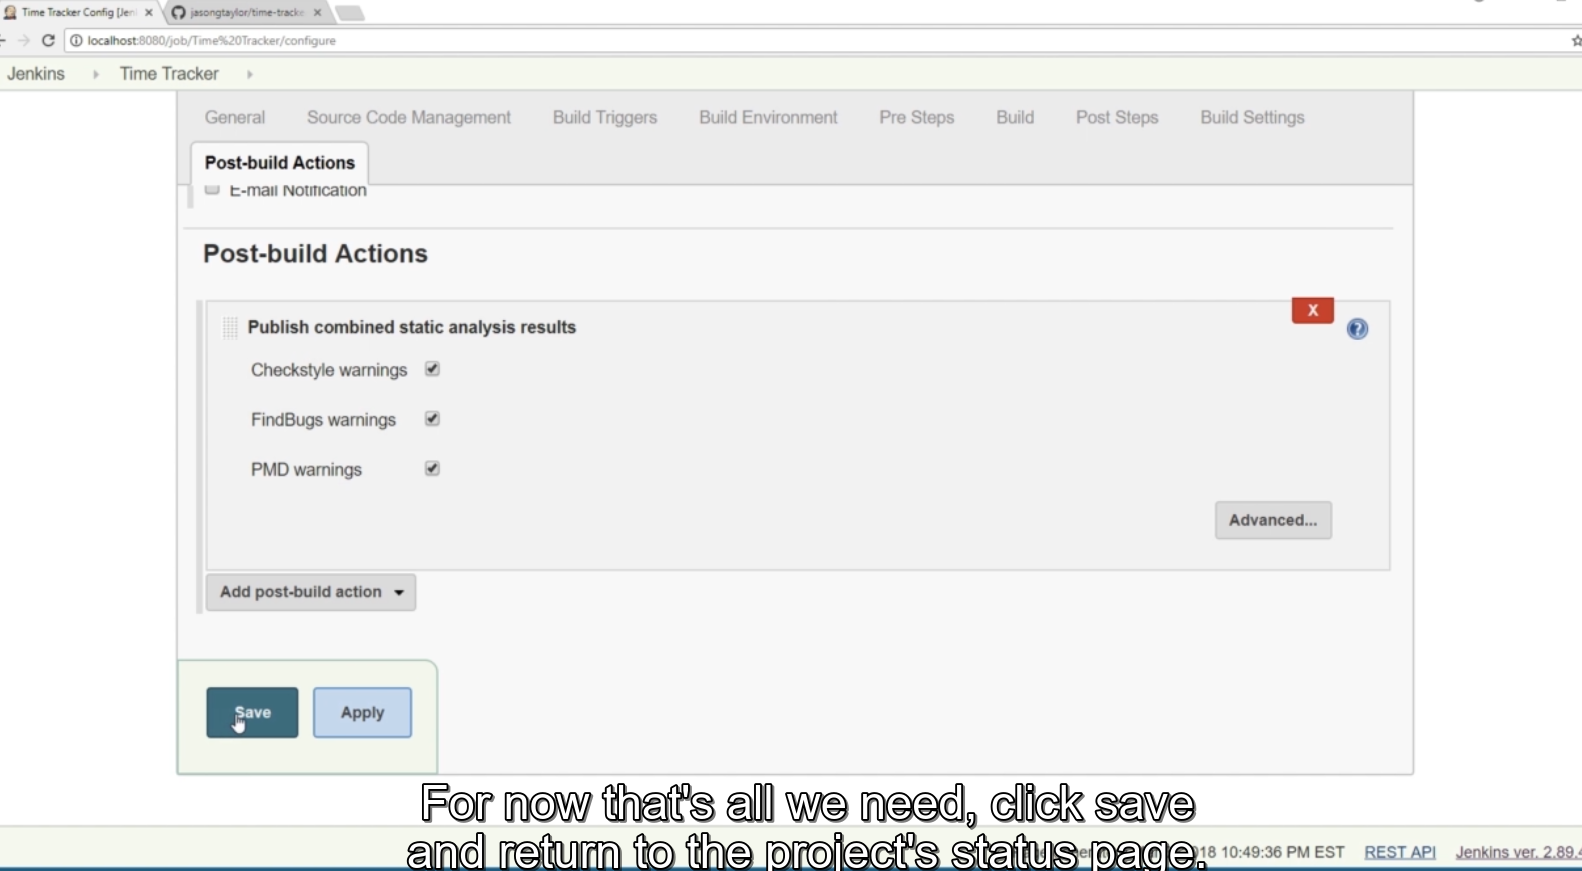 Time Tracker Config [Jen
jasongtaylor/time-tracke
localhost:8080/job/Time%20Tracker/configure
Jenkins
Time Tracker
General
Source Code Management
Build Triggers
Build Environment
Pre Steps
Build
Post Steps
Build Settings
Post-build Actions
E-mail Notification
Post-build Actions
X
Publish combined static analysis results
Checkstyle warnings
FindBugs warnings
PMD warnings
Advanced...
Add post-build action
Save
Apply
For now that's all we need, click save
and return to the project's status page.
10:49:36 PM EST
REST API
Jenkins ver. 2.89.4